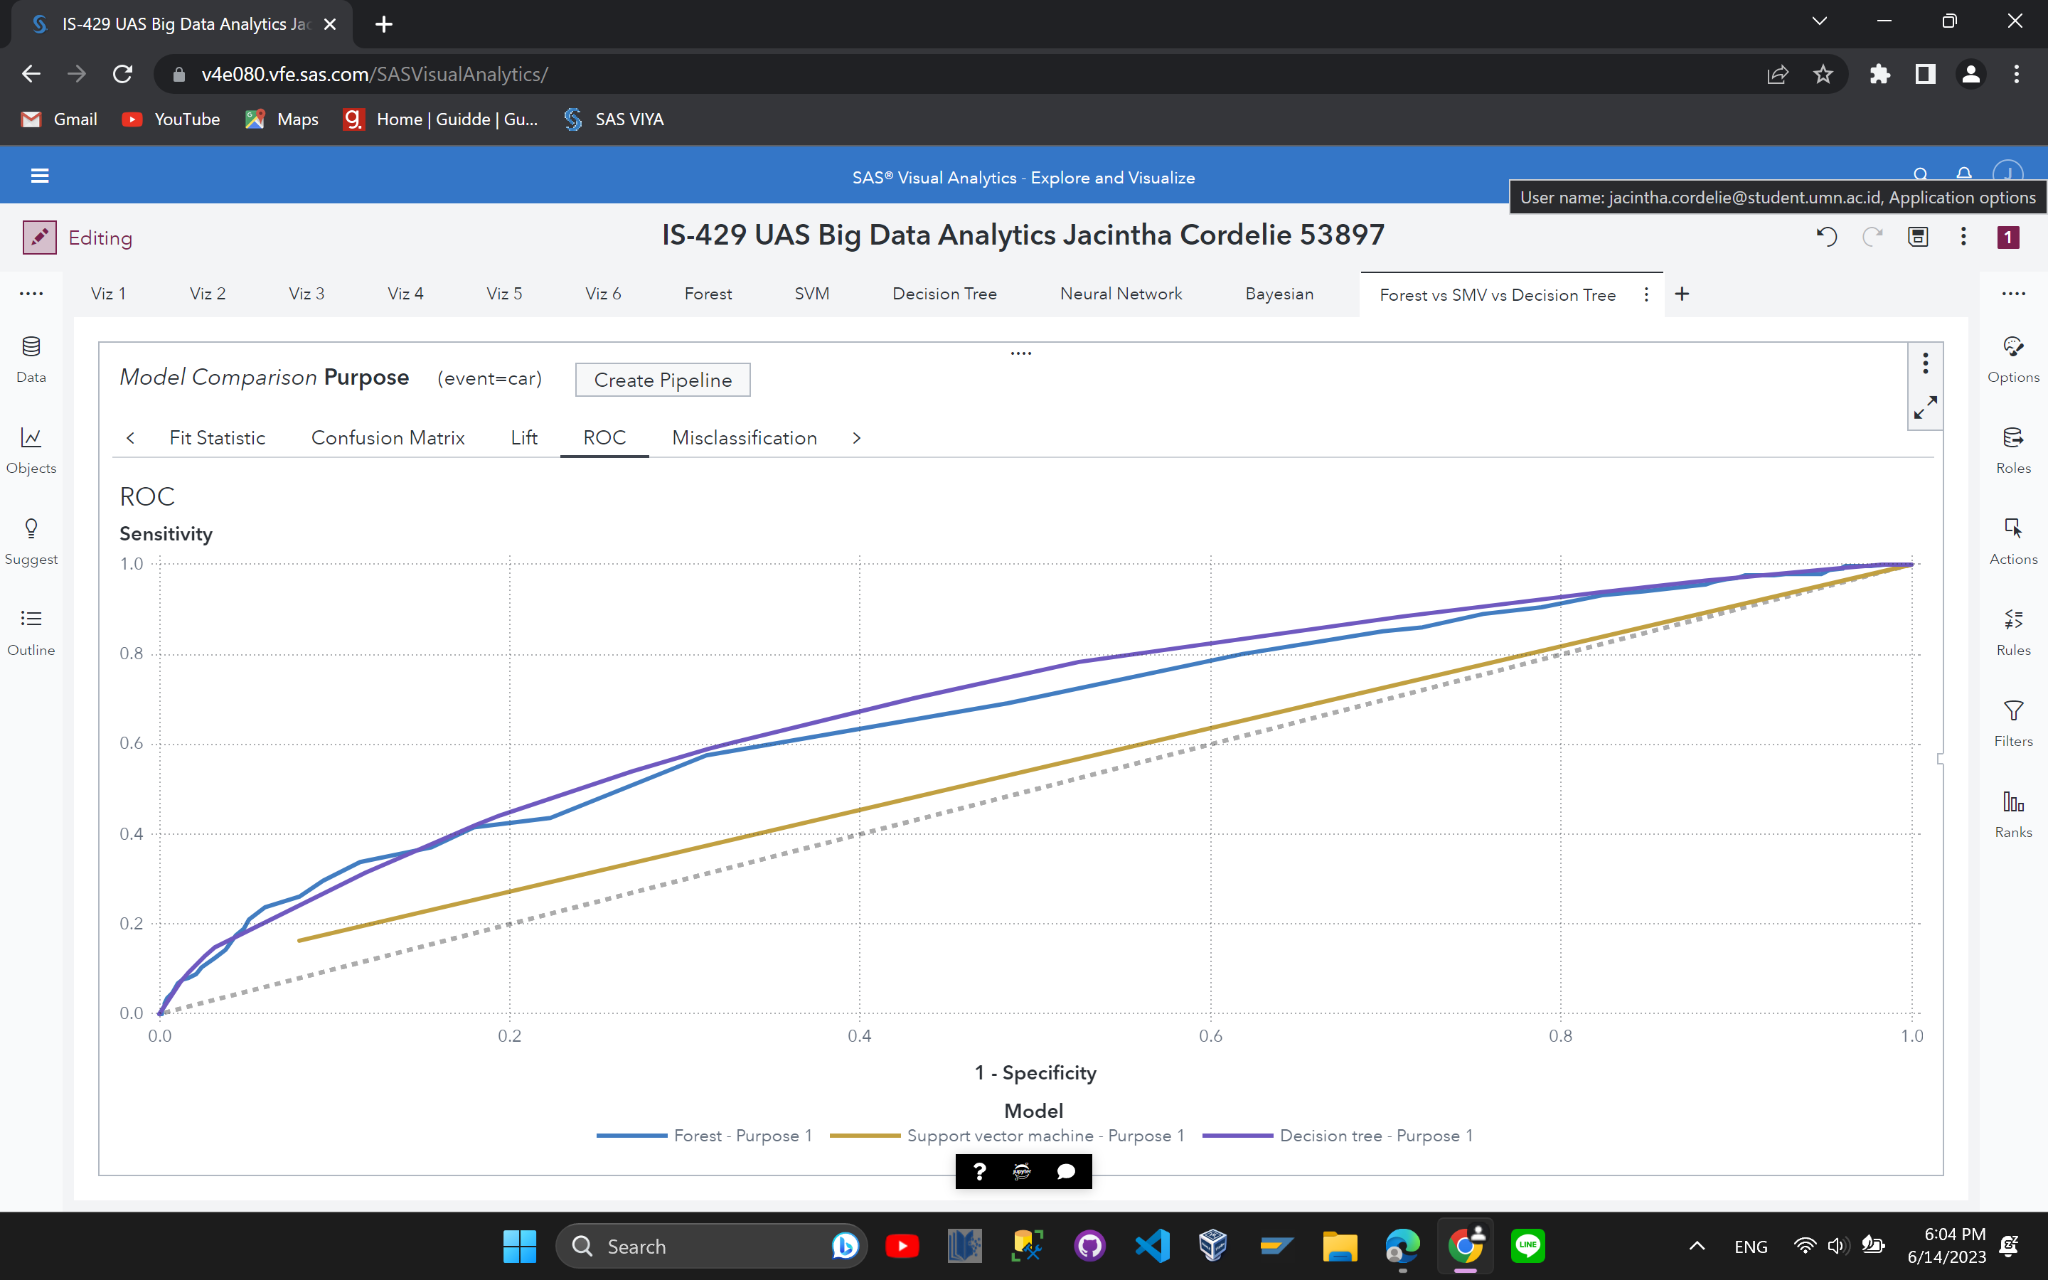 IS-429 UAS Big Data Analytics Jac
v4e080.vfe.sas.com/SASVisualAnalytics/
Gmail
YouTube
Maps
Home | Guidde | Gu...
SAS VIYA
SAS® Visual Analytics - Explore and Visualize
J
User name: jacintha.cordelie@student.umn.ac.id, Application options
Editing
IS-429 UAS Big Data Analytics Jacintha Cordelie 53897
1
Viz 1
Viz 2
Viz 3
Viz 4
Viz 5
Viz 6
Forest
SVM
Decision Tree
Neural Network
Bayesian
Forest vs SMV vs Decision Tree
Data
Objects
Suggest
Outline
Model Comparison Purpose (event=car)
Create Pipeline
Fit Statistic
Confusion Matrix
Lift
ROC
Misclassification
ROC
Sensitivity
1.0
0.8
0.6
0.4
0.2
0.0
0.0 0.2 0.4 0.6 0.8 1.0
1 - Specificity
Model
Forest - Purpose 1
Support vector machine - Purpose 1
Decision tree - Purpose 1
Options
Roles
Actions
Rules
Filters
Ranks
?
jupyter
Search
LINE
ENG
6:04 PM
6/14/2023